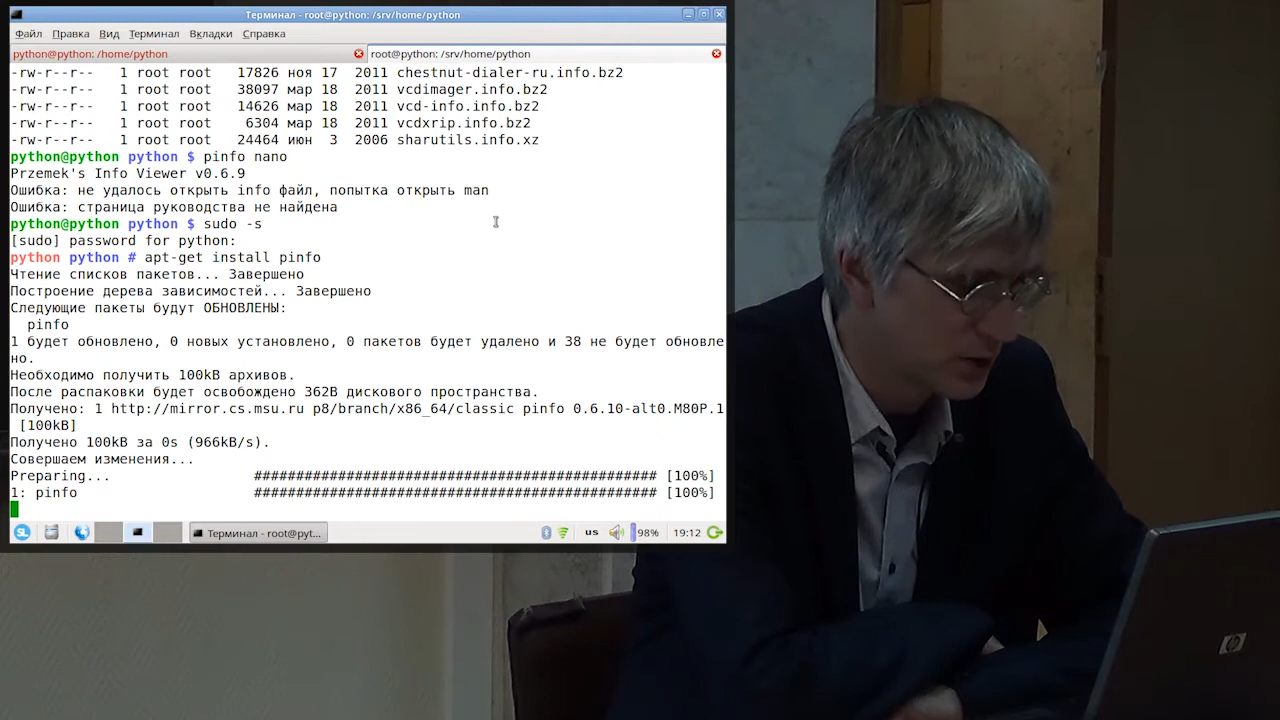 Терминал - root@python: /srv/home/python
Файл Правка Вид Терминал Вкладки Справка
python@python: /home/python root@python: /srv/home/python
-rw-r--r-- 1 root root 17826 ноя 17 2011 chestnut-dialer-ru.info.bz2
-rw-r--r-- 1 root root 38097 мар 18 2011 vcdimager.info.bz2
-rw-r--r-- 1 root root 14626 мар 18 2011 vcd-info.info.bz2
-rw-r--r-- 1 root root 6304 мар 18 2011 vcdxrip.info.bz2
-rw-r--r-- 1 root root 24464 июн 3 2006 sharutils.info.xz
python@python python $ pinfo nano
Przemek's Info Viewer v0.6.9
Ошибка: не удалось открыть info файл, попытка открыть man
Ошибка: страница руководства не найдена
python@python python $ sudo -s
[sudo] password for python:
python python # apt-get install pinfo
Чтение списков пакетов... Завершено
Построение дерева зависимостей... Завершено
Следующие пакеты будут ОБНОВЛЕНЫ:
pinfo
1 будет обновлено, 0 новых установлено, 0 пакетов будет удалено и 38 не будет обновле
но.
Необходимо получить 100kB архивов.
После распаковки будет освобождено 362B дискового пространства.
Получено: 1 http://mirror.cs.msu.ru p8/branch/x86_64/classic pinfo 0.6.10-alt0.M80P.1
[100kB]
Получено 100kB за 0s (966kB/s).
Совершаем изменения...
Preparing... ################################################ [100%]
1: pinfo ################################################ [100%]
Терминал - root@pyt... us 98% 19:12
hp